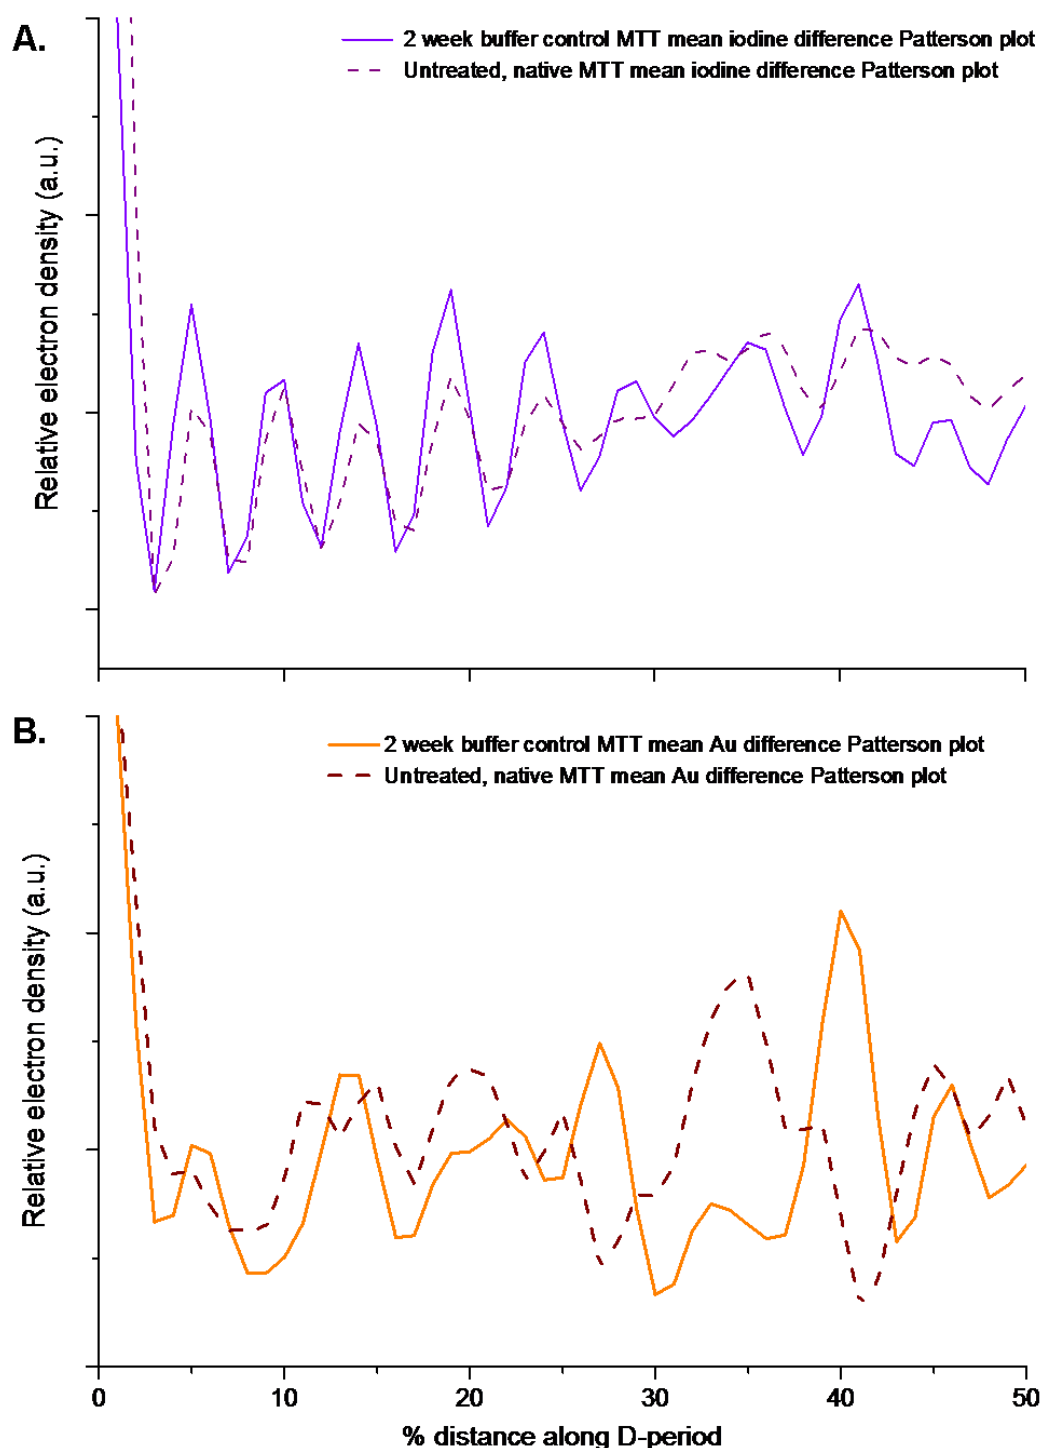 A.
2 week buffer control MTT mean iodine difference Patterson plot
Untreated, native MTT mean iodine difference Patterson plot
Relative electron density (a.u.)
B.
2 week buffer control MTT mean Au difference Patterson plot
Untreated, native MTT mean Au difference Patterson plot
Relative electron density (a.u.)
0 10 20 30 40 50
% distance along D-period